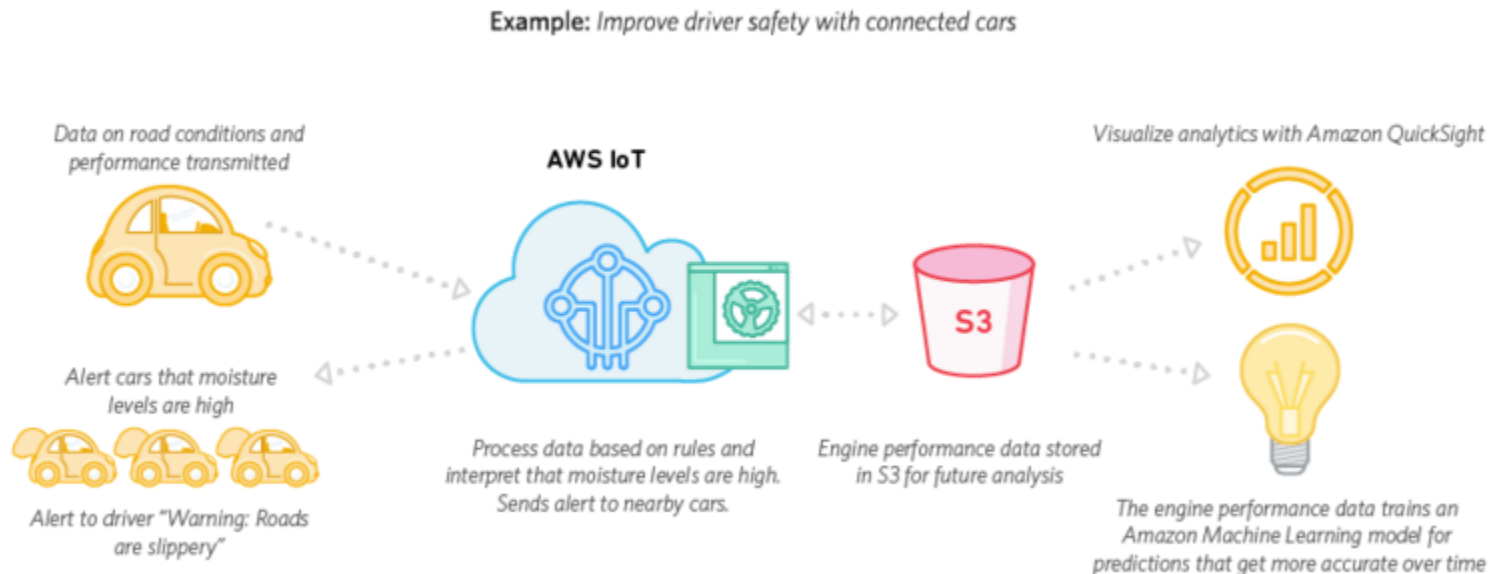 Example: Improve driver safety with connected cars
Data on road conditions and
performance transmitted
AWS IoT
Visualize analytics with Amazon QuickSight
S3
Alert cars that moisture
levels are high
Process data based on rules and
interpret that moisture levels are high.
Sends alert to nearby cars.
Engine performance data stored
in S3 for future analysis
Alert to driver “Warning: Roads
are slippery”
The engine performance data trains an
Amazon Machine Learning model for
predictions that get more accurate over time